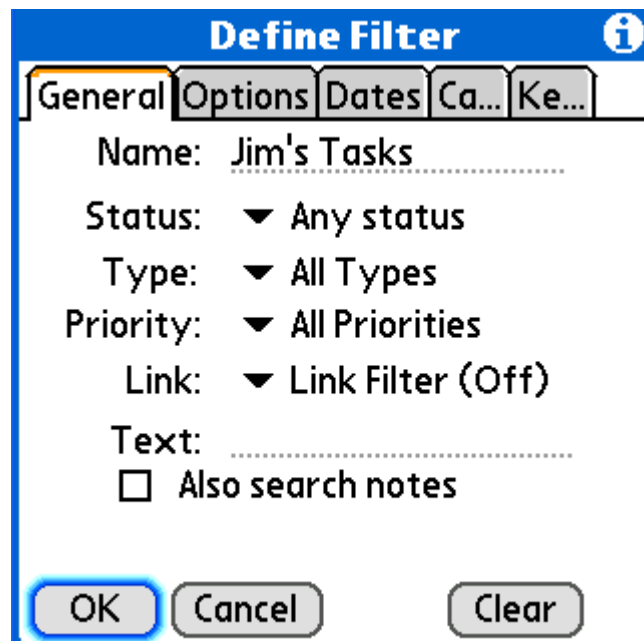 Define Filter
General Options Dates Ca... Ke...
Name: Jim's Tasks
Status: Any status
Type: All Types
Priority: All Priorities
Link: Link Filter (Off)
Text:
Also search notes
OK Cancel Clear